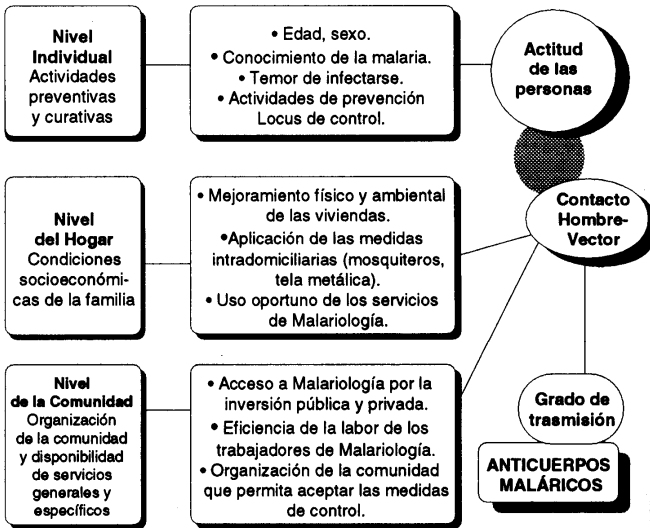 Nivel
Individual
Actividades
preventivas
y curativas
• Edad, sexo.
• Conocimiento de la malaria.
• Temor de infectarse.
• Actividades de prevención
Locus de control.
Actitud
de las
personas
Nivel
del Hogar
Condiciones
socioeconómi-
cas de la familia
• Mejoramiento físico y ambiental
de las viviendas.
•Aplicación de las medidas
intradomiciliarias (mosquiteros,
tela metálica).
• Uso oportuno de los servicios
de Malariología.
Contacto
Hombre-
Vector
Nivel
de la Comunidad
Organización
de la comunidad
y disponibilidad
de servicios
generales y
específicos
• Acceso a Malariología por la
inversión pública y privada.
• Eficiencia de la labor de los
trabajadores de Malariología.
• Organización de la comunidad
que permita aceptar las medidas
de control.
Grado de
trasmisión
ANTICUERPOS
MALÁRICOS